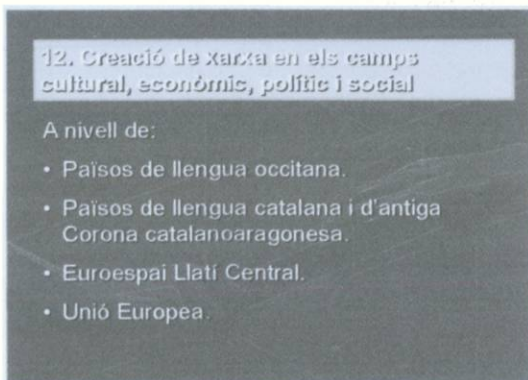 12. Creació de xarxa en els camps
cultural, econòmic, polític i social
A nivell de:
• Països de llengua occitana.
• Països de llengua catalana i d'antiga
Corona catalanoaragonesa.
• Euroespai Llatí Central.
• Unió Europea.